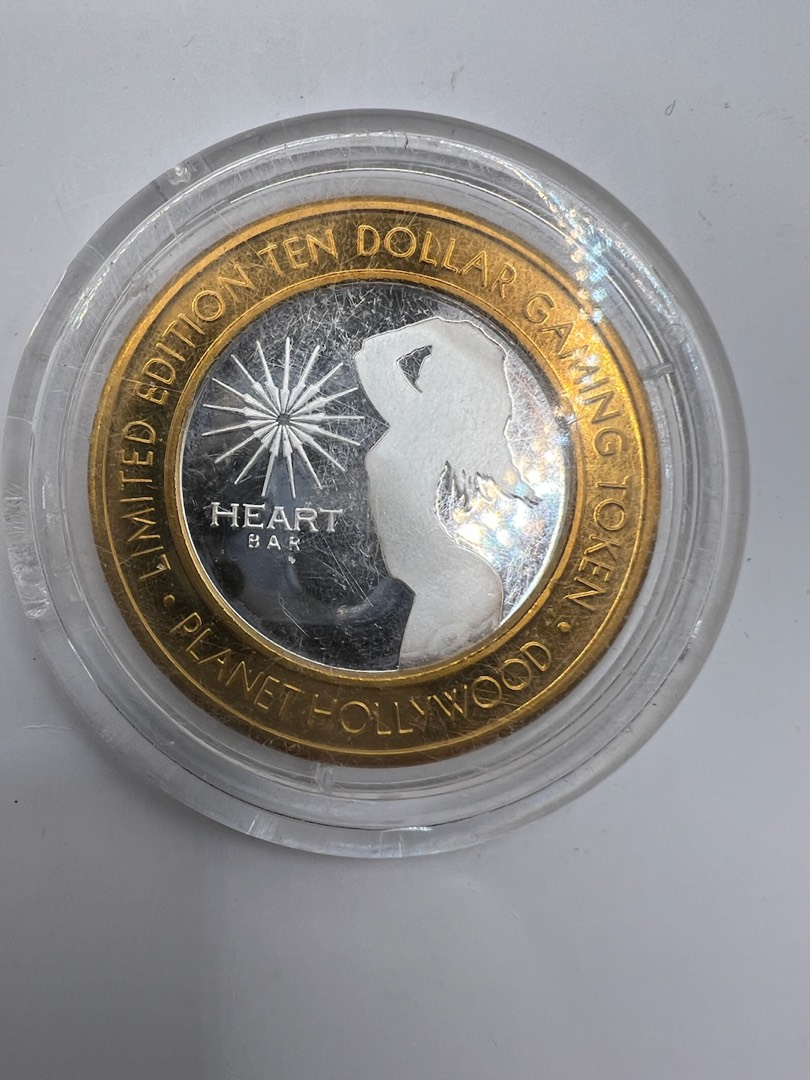 LIMITED EDITION TEN DOLLAR GAMING TOKEN
HEART
BAR
• PLANET HOLLYWOOD •